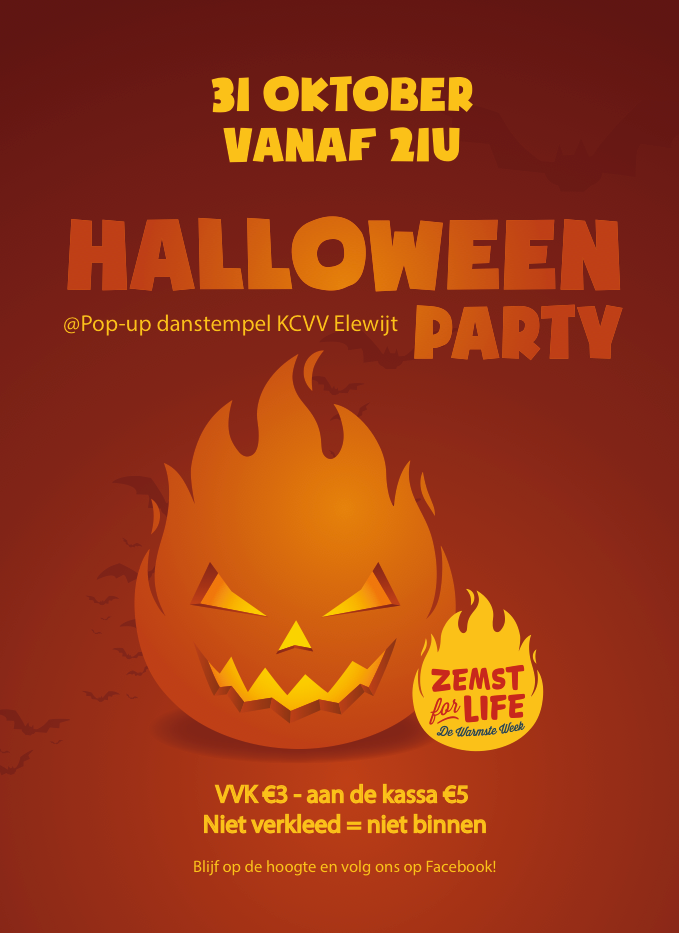 31 OKTOBER
VANAF 21U
HALLOWEEN
@Pop-up danstempel KCVV Elewijt PARTY
ZEMST
for LIFE
De Warmste Week
VVK €3 - aan de kassa €5
Niet verkleed = niet binnen
Blijf op de hoogte en volg ons op Facebook!